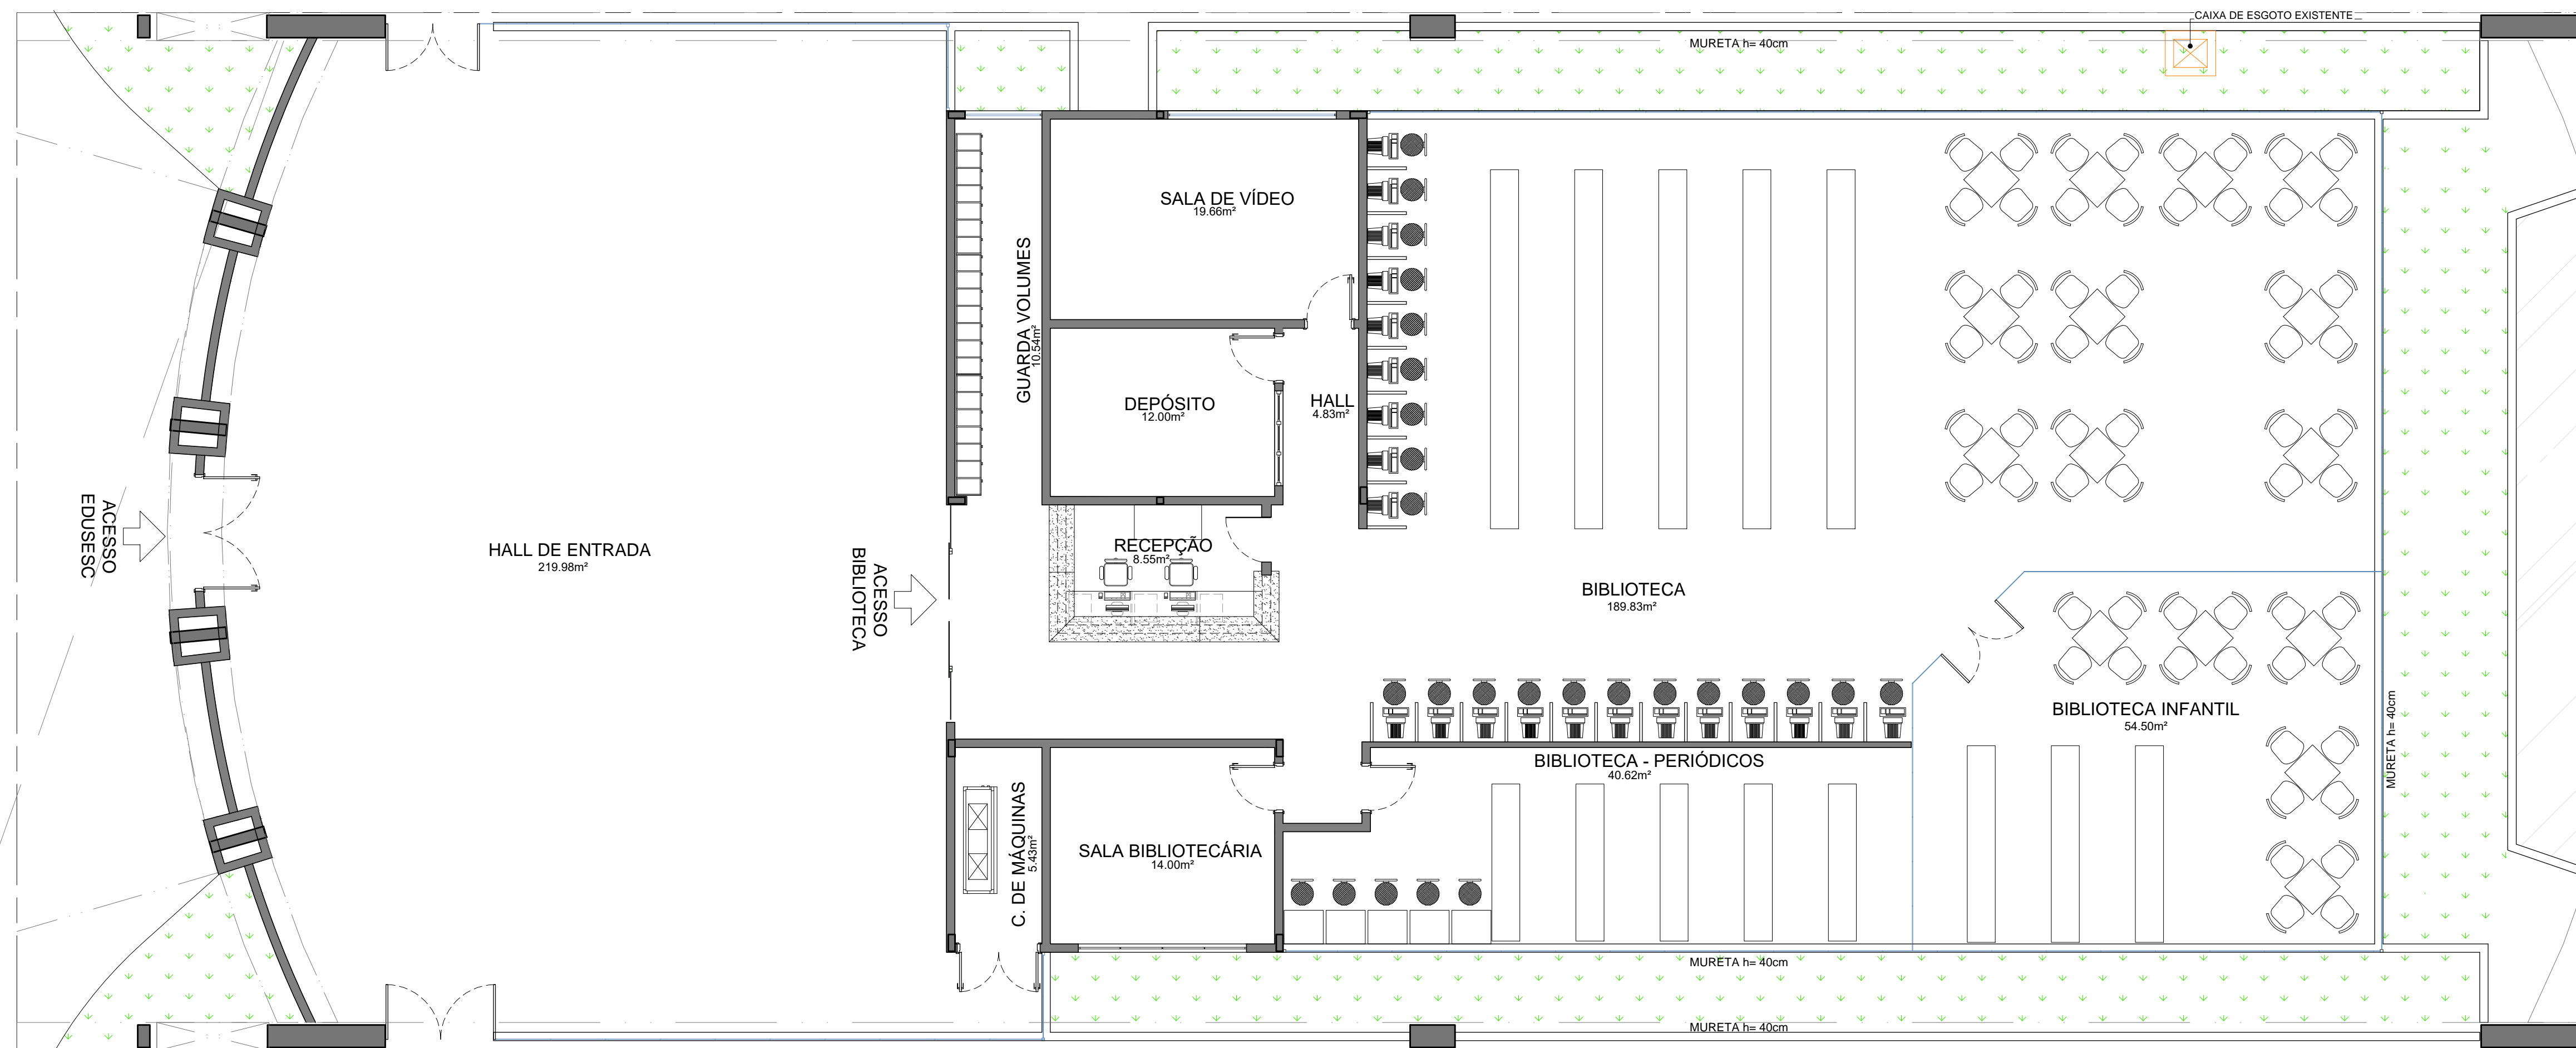 CAIXA DE ESGOTO EXISTENTE
MURETA h= 40cm
SALA DE VÍDEO
19.66m²
GUARDA VOLUMES
10.54m²
DEPÓSITO
12.00m²
HALL
4.83m²
ACESSO
EDUSESC
HALL DE ENTRADA
219.98m²
ACESSO
BIBLIOTECA
RECEPÇÃO
8.55m²
BIBLIOTECA
189.83m²
BIBLIOTECA INFANTIL
54.50m²
MURETA h= 40cm
BIBLIOTECA - PERIÓDICOS
40.62m²
C. DE MÁQUINAS
5.43m²
SALA BIBLIOTECÁRIA
14.00m²
MURETA h= 40cm
MURETA h= 40cm